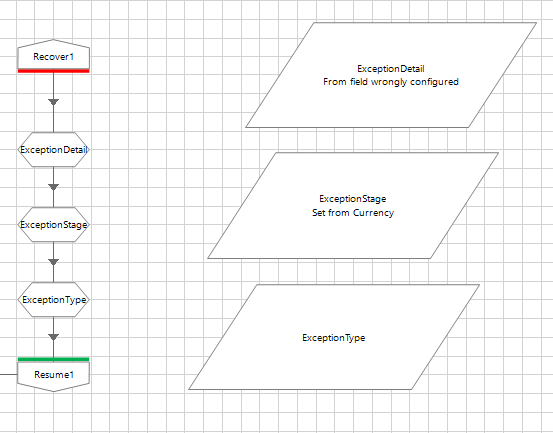 Recover1
ExceptionDetail
ExceptionStage
ExceptionType
Resume1
ExceptionDetail
From field wrongly configured
ExceptionStage
Set from Currency
ExceptionType